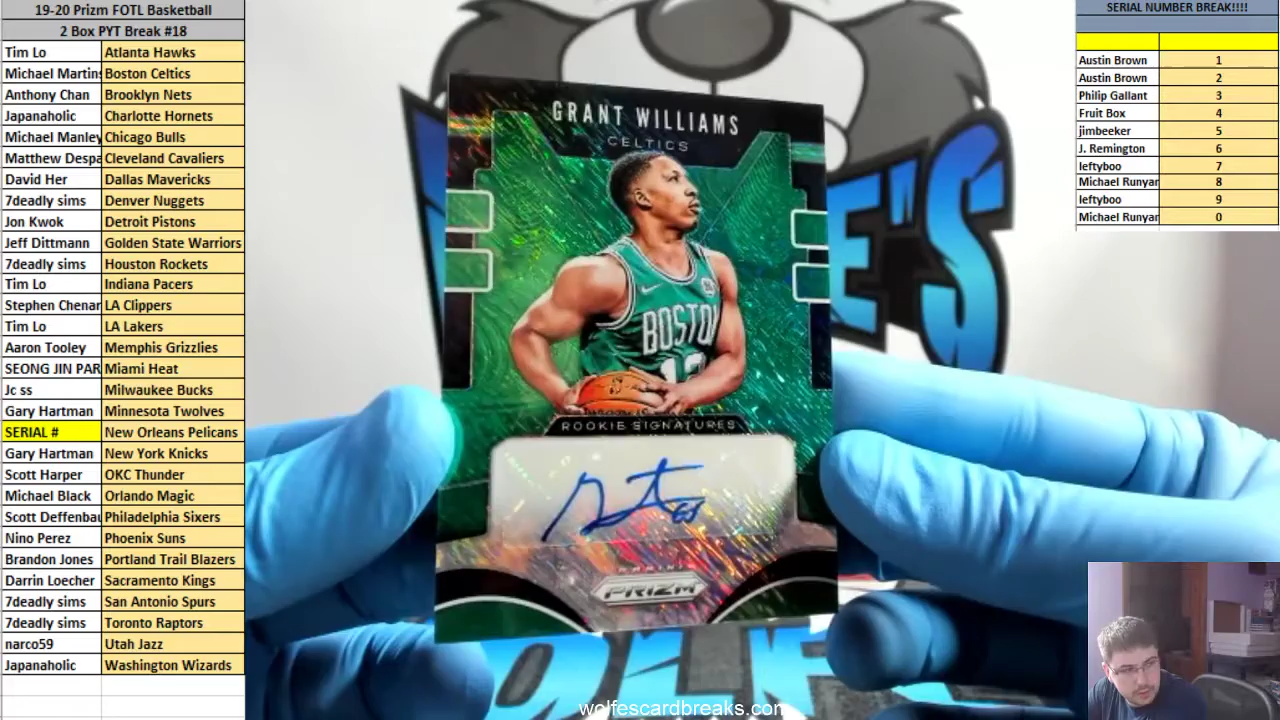 19-20 Prizm FOTL Basketball
2 Box PYT Break #18
Tim Lo Atlanta Hawks
Michael Martins Boston Celtics
Anthony Chan Brooklyn Nets
Japanaholic Charlotte Hornets
Michael Manley Chicago Bulls
Matthew Despa Cleveland Cavaliers
David Her Dallas Mavericks
7deadly sims Denver Nuggets
Jon Kwok Detroit Pistons
Jeff Dittmann Golden State Warriors
7deadly sims Houston Rockets
Tim Lo Indiana Pacers
Stephen Chenar LA Clippers
Tim Lo LA Lakers
Aaron Tooley Memphis Grizzlies
SEONG JIN PAR Miami Heat
Jc ss Milwaukee Bucks
Gary Hartman Minnesota Twolves
SERIAL # New Orleans Pelicans
Gary Hartman New York Knicks
Scott Harper OKC Thunder
Michael Black Orlando Magic
Scott Deffenbau Philadelphia Sixers
Nino Perez Phoenix Suns
Brandon Jones Portland Trail Blazers
Darrin Loecher Sacramento Kings
7deadly sims San Antonio Spurs
7deadly sims Toronto Raptors
narco59 Utah Jazz
Japanaholic Washington Wizards
GRANT WILLIAMS
CELTICS
BOSTON
12
ROOKIE SIGNATURES
PANINI
PRIZM
E'S
wolfescardbreaks.com
SERIAL NUMBER BREAK!!!!
Austin Brown 1
Austin Brown 2
Philip Gallant 3
Fruit Box 4
jimbeeker 5
J. Remington 6
leftyboo 7
Michael Runyar 8
leftyboo 9
Michael Runyar 0